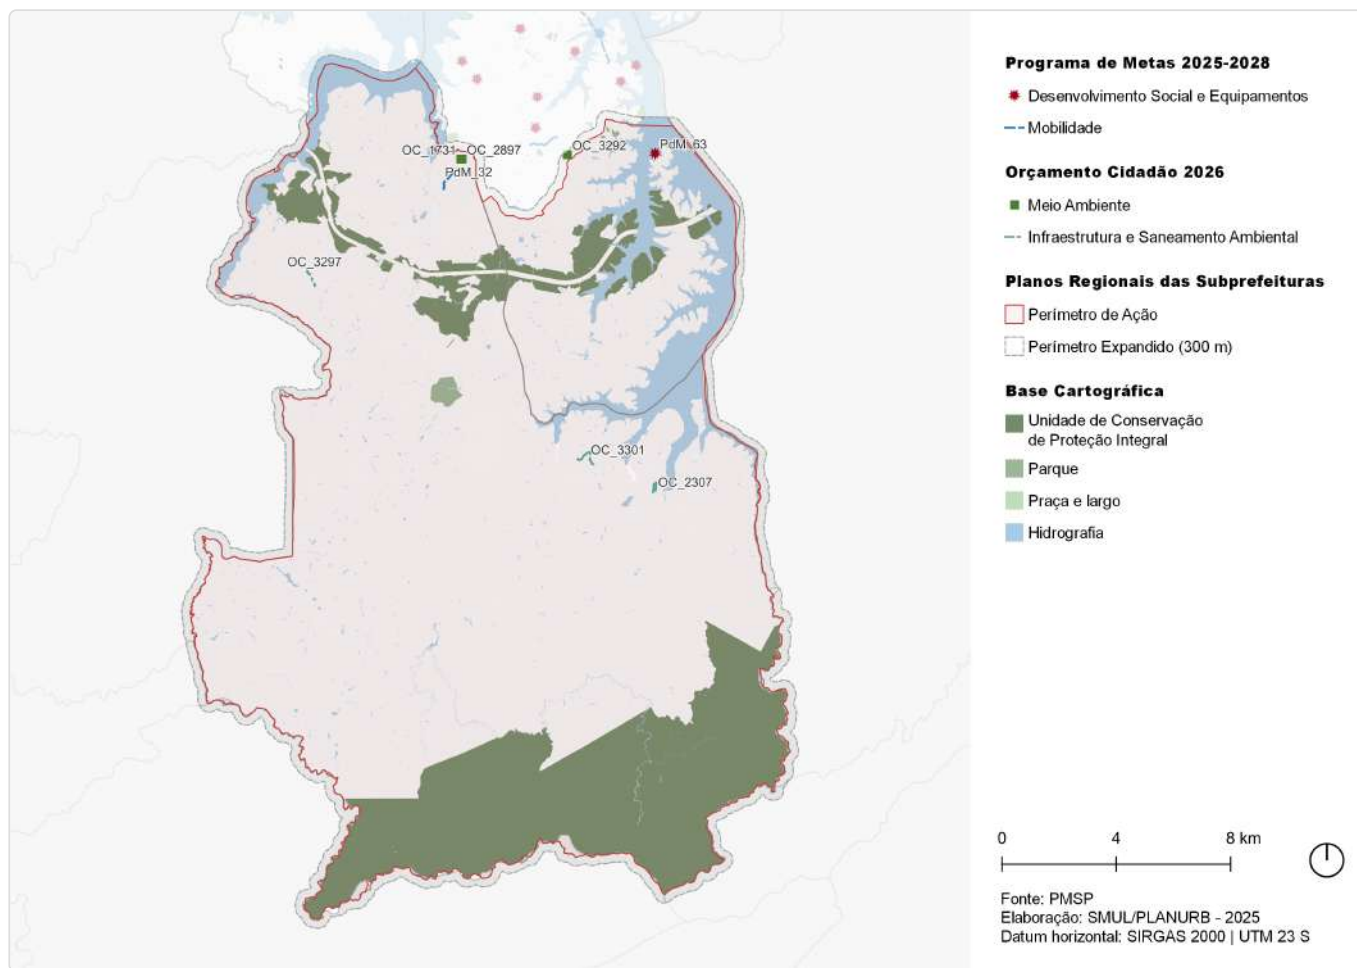 OC_1731 OC_2897
PdM_32
OC_3292
PdM_63
OC_3297
OC_3301
OC_2307
Programa de Metas 2025-2028
Desenvolvimento Social e Equipamentos
Mobilidade
Orçamento Cidadão 2026
Meio Ambiente
Infraestrutura e Saneamento Ambiental
Planos Regionais das Subprefeituras
Perímetro de Ação
Perímetro Expandido (300 m)
Base Cartográfica
Unidade de Conservação
de Proteção Integral
Parque
Praça e largo
Hidrografia
0 4 8 km
Fonte: PMSP
Elaboração: SMUL/PLANURB - 2025
Datum horizontal: SIRGAS 2000 | UTM 23 S